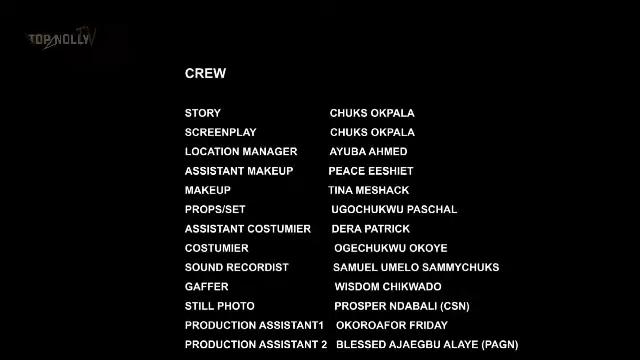 TOP NOLLY TV
CREW
STORY CHUKS OKPALA
SCREENPLAY CHUKS OKPALA
LOCATION MANAGER AYUBA AHMED
ASSISTANT MAKEUP PEACE EESHIET
MAKEUP TINA MESHACK
PROPS/SET UGOCHUKWU PASCHAL
ASSISTANT COSTUMIER DERA PATRICK
COSTUMIER OGECHUKWU OKOYE
SOUND RECORDIST SAMUEL UMELO SAMMYCHUKS
GAFFER WISDOM CHIKWADO
STILL PHOTO PROSPER NDABALI (CSN)
PRODUCTION ASSISTANT1 OKOROAFOR FRIDAY
PRODUCTION ASSISTANT 2 BLESSED AJAEGBU ALAYE (PAGN)